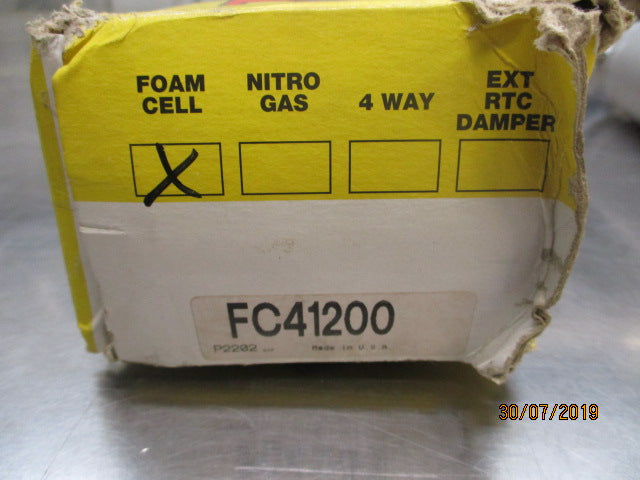 FOAM CELL
NITRO GAS
4 WAY
EXT RTC DAMPER
X
FC41200
P2202
Made in U.S.A.
30/07/2019